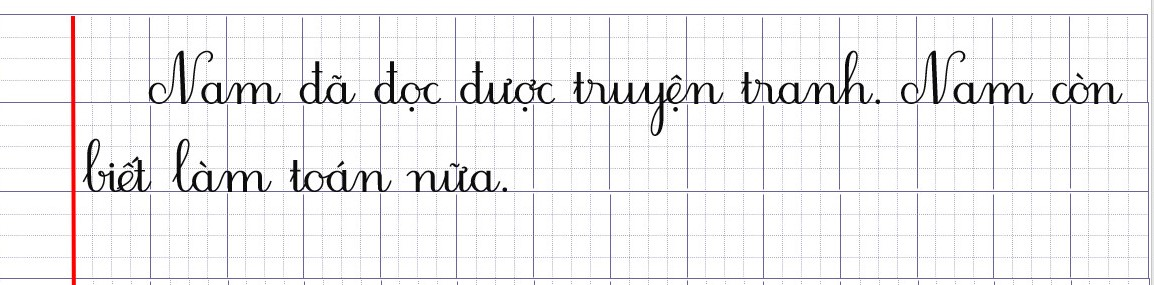 Nam đã đọc được truyện tranh. Nam còn
biết làm toán nữa.